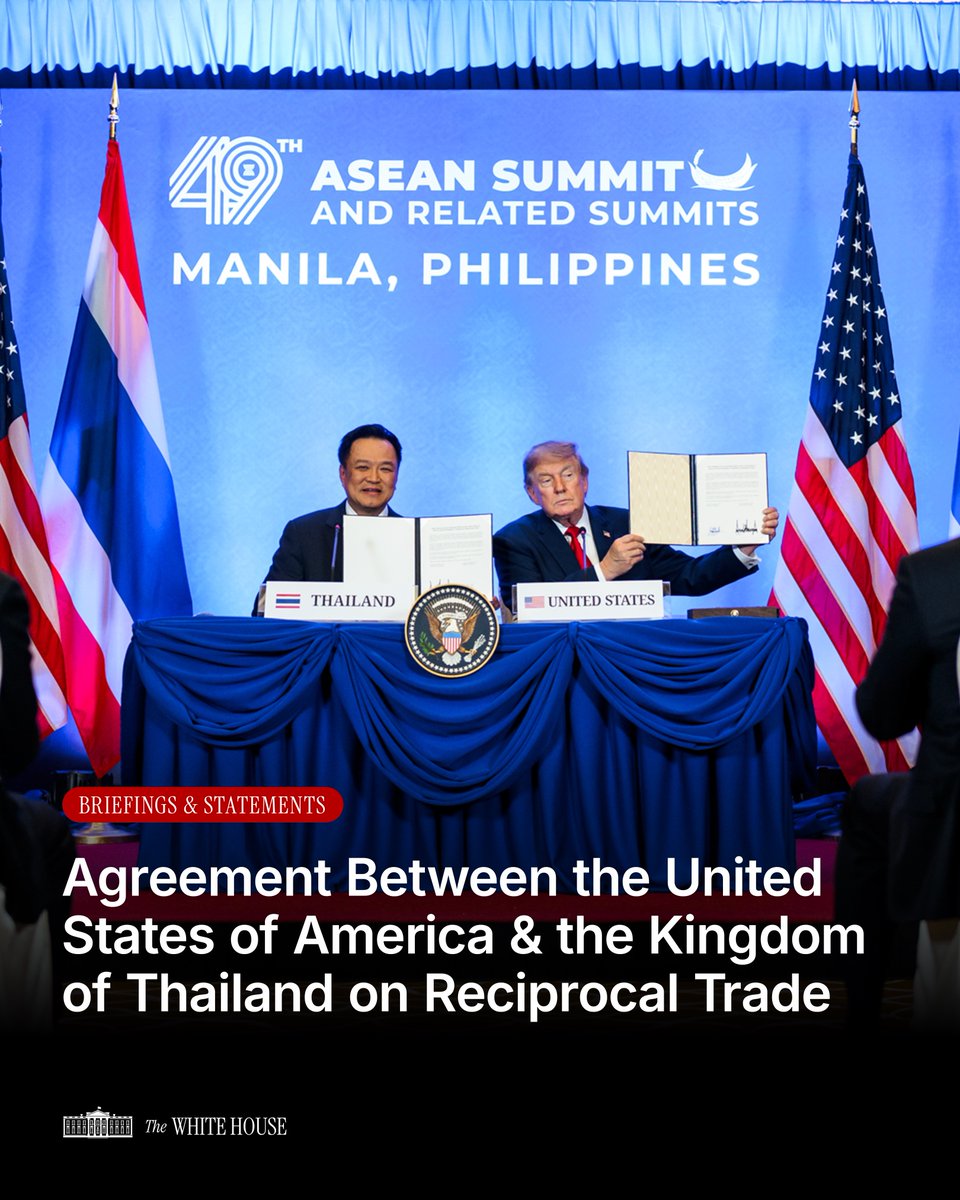 49TH
ASEAN SUMMIT
AND RELATED SUMMITS
MANILA, PHILIPPINES
THAILAND
UNITED STATES
BRIEFINGS & STATEMENTS
Agreement Between the United
States of America & the Kingdom
of Thailand on Reciprocal Trade
The WHITE HOUSE